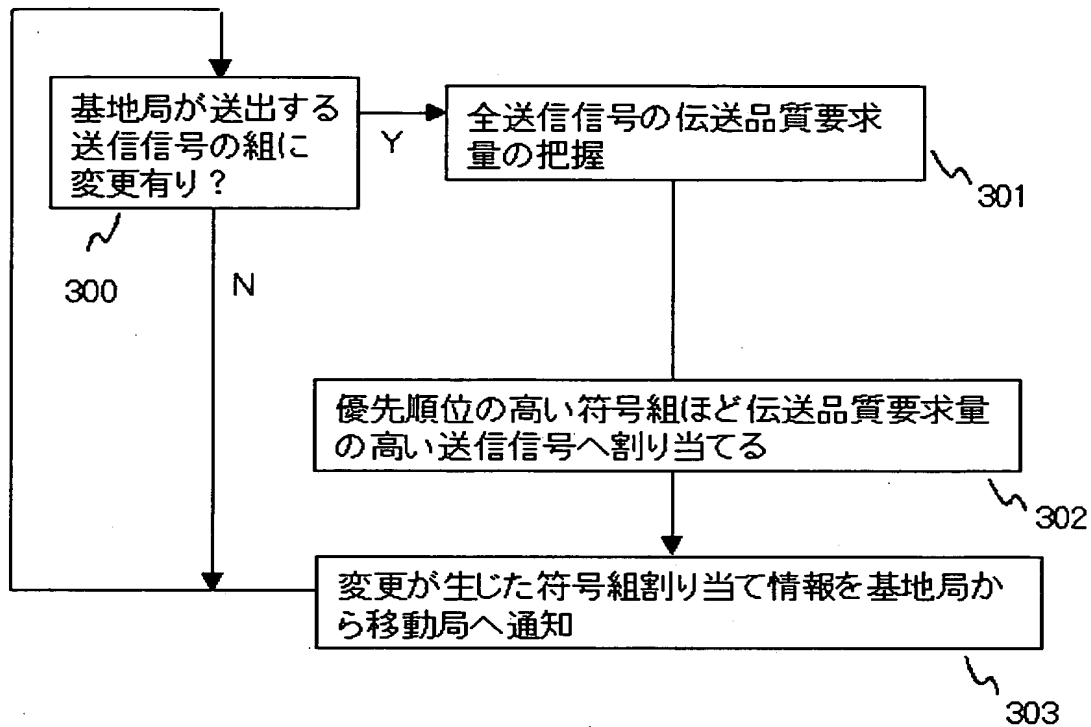 基地局が送出する
送信信号の組に
変更有り?
Y
全送信信号の伝送品質要求
量の把握
301
300
N
優先順位の高い符号組ほど伝送品質要求量
の高い送信信号へ割り当てる
302
変更が生じた符号組割り当て情報を基地局か
ら移動局へ通知
303